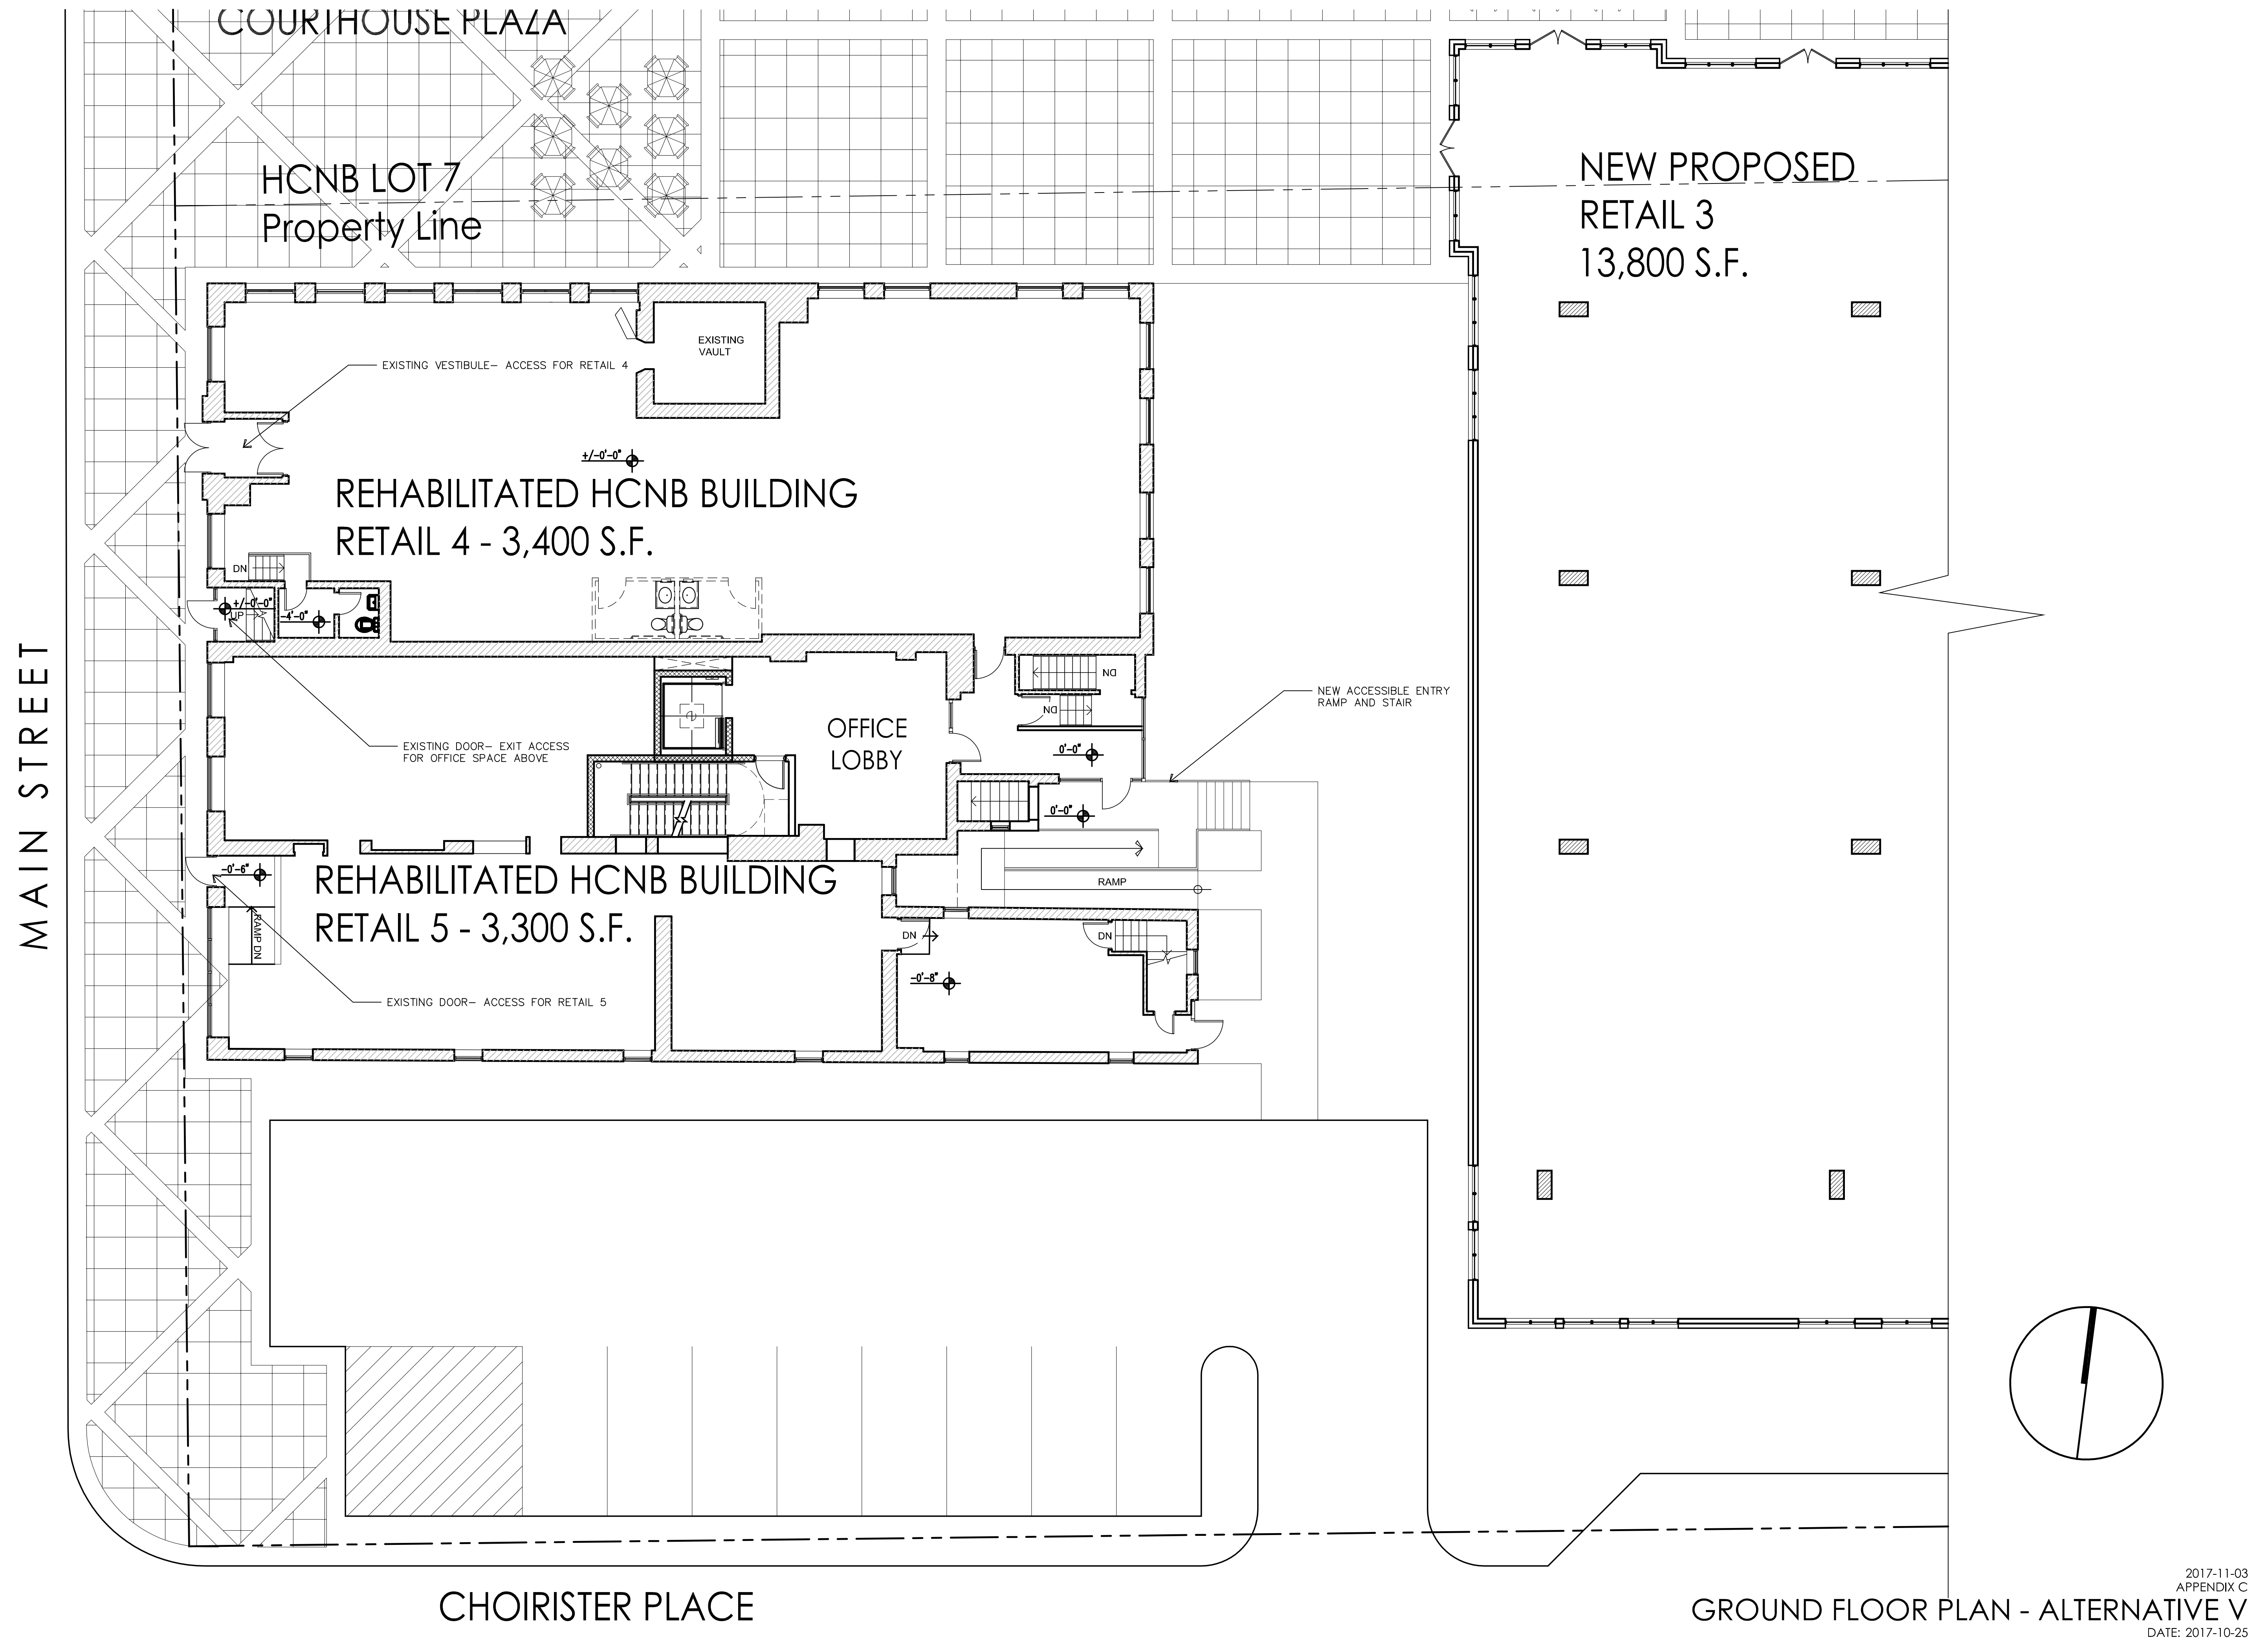 COURTHOUSE PLAZA
HCNB LOT 7
Property Line
NEW PROPOSED
RETAIL 3
13,800 S.F.
EXISTING
VAULT
EXISTING VESTIBULE- ACCESS FOR RETAIL 4
+/-0'-0"
REHABILITATED HCNB BUILDING
RETAIL 4 - 3,400 S.F.
DN
+/-0'-0"
UP
-4'-0"
MAIN STREET
DN
DN
NEW ACCESSIBLE ENTRY
RAMP AND STAIR
OFFICE
LOBBY
EXISTING DOOR- EXIT ACCESS
FOR OFFICE SPACE ABOVE
0'-0"
0'-0"
-0'-6"
REHABILITATED HCNB BUILDING
RETAIL 5 - 3,300 S.F.
RAMP
RAMP DN
DN
DN
-0'-8"
EXISTING DOOR- ACCESS FOR RETAIL 5
CHOIRISTER PLACE
2017-11-03
APPENDIX C
GROUND FLOOR PLAN - ALTERNATIVE V
DATE: 2017-10-25